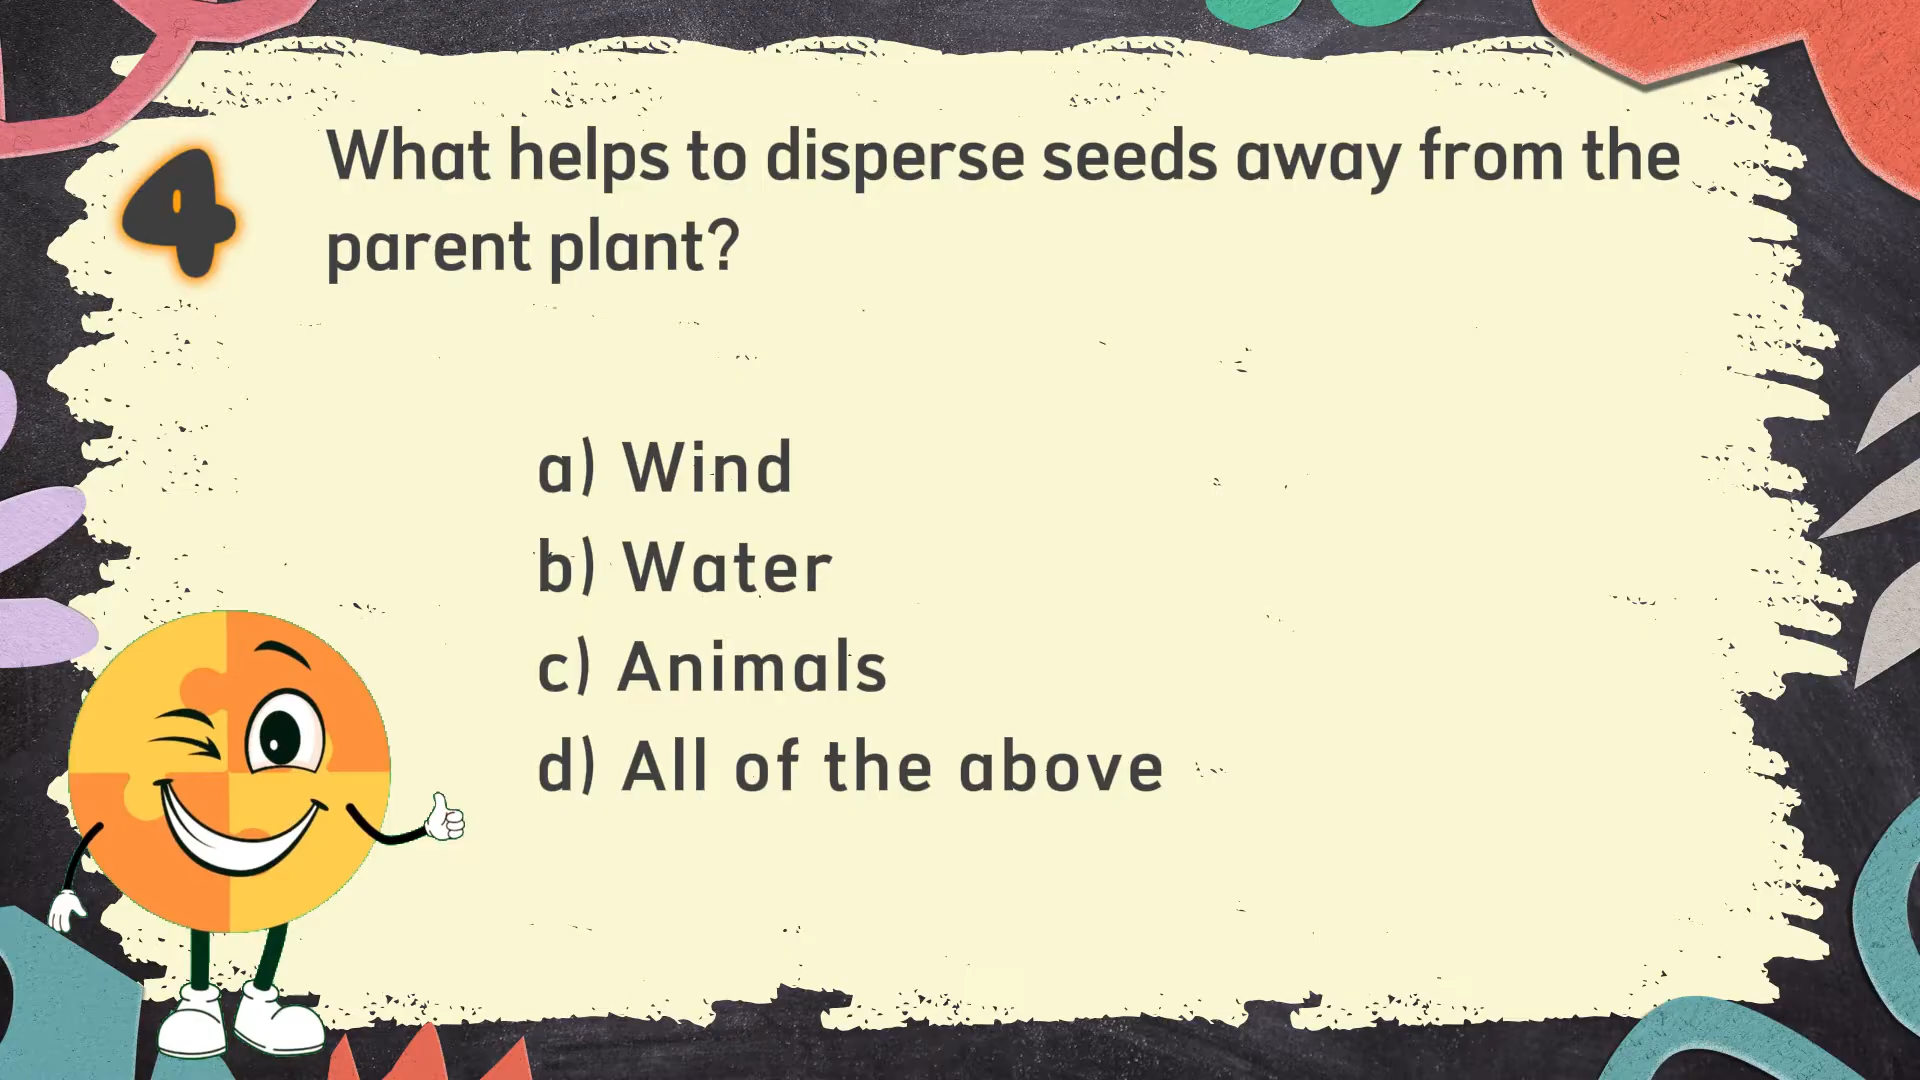 4
What helps to disperse seeds away from the
parent plant?
a) Wind
b) Water
c) Animals
d) All of the above